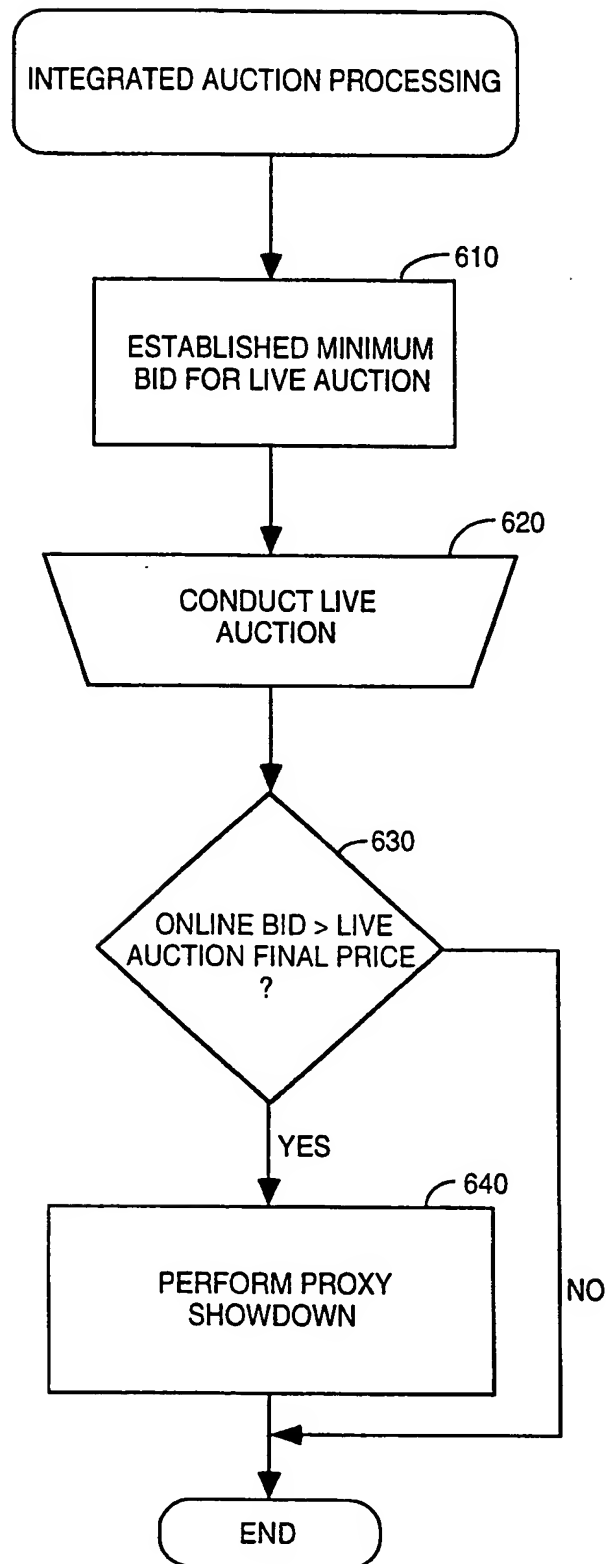 INTEGRATED AUCTION PROCESSING
610
ESTABLISHED MINIMUM
BID FOR LIVE AUCTION
620
CONDUCT LIVE
AUCTION
630
ONLINE BID > LIVE
AUCTION FINAL PRICE
?
YES
640
PERFORM PROXY
SHOWDOWN
NO
END